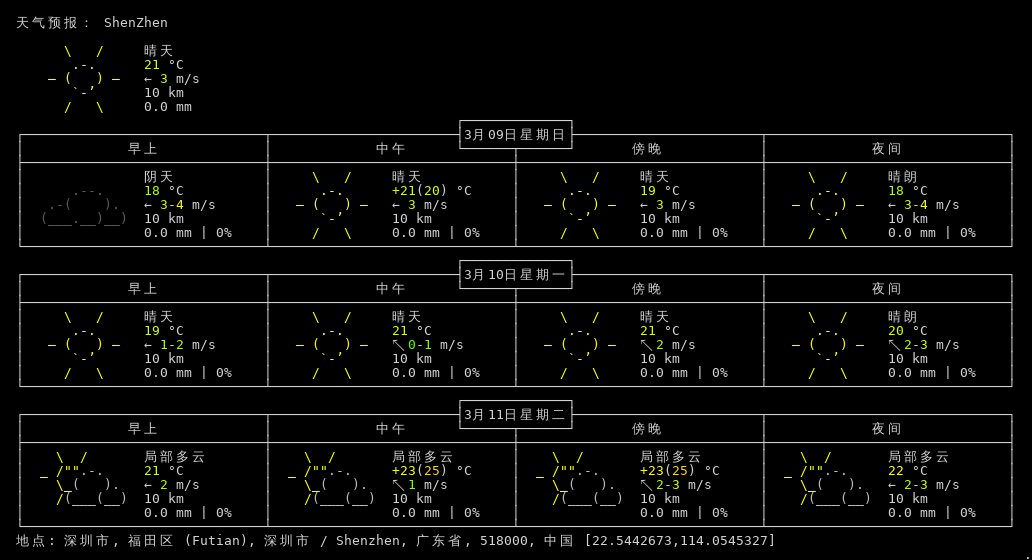 天气预报： ShenZhen
晴天
21 °C
← 3 m/s
10 km
0.0 mm
3月09日星期日
早上 中午 傍晚 夜间
阴天 晴天 晴天 晴朗
18 °C +21(20) °C 19 °C 18 °C
← 3-4 m/s ← 3 m/s ← 3 m/s ← 3-4 m/s
10 km 10 km 10 km 10 km
0.0 mm | 0% 0.0 mm | 0% 0.0 mm | 0% 0.0 mm | 0%
3月10日星期一
早上 中午 傍晚 夜间
晴天 晴天 晴天 晴朗
19 °C 21 °C 21 °C 20 °C
← 1-2 m/s ↖ 0-1 m/s ↖ 2 m/s ↖ 2-3 m/s
10 km 10 km 10 km 10 km
0.0 mm | 0% 0.0 mm | 0% 0.0 mm | 0% 0.0 mm | 0%
3月11日星期二
早上 中午 傍晚 夜间
局部多云 局部多云 局部多云 局部多云
21 °C +23(25) °C +23(25) °C 22 °C
← 2 m/s ↖ 1 m/s ↖ 2-3 m/s ← 2-3 m/s
10 km 10 km 10 km 10 km
0.0 mm | 0% 0.0 mm | 0% 0.0 mm | 0% 0.0 mm | 0%
地点: 深圳市, 福田区 (Futian), 深圳市 / Shenzhen, 广东省, 518000, 中国 [22.5442673,114.0545327]